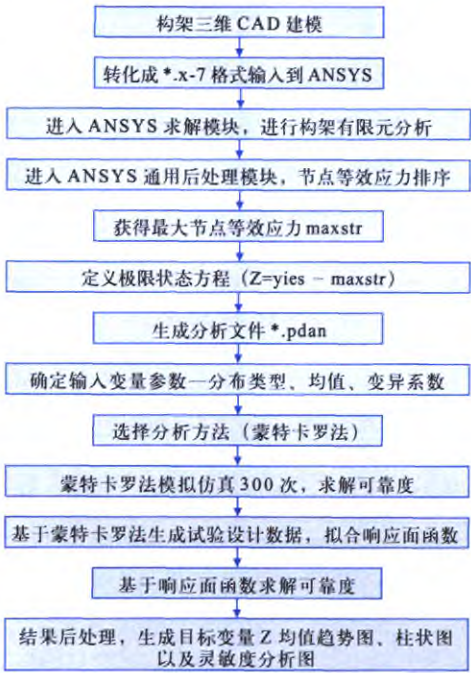 构架三维 CAD 建模
转化成 *.x-7 格式输入到 ANSYS
进入 ANSYS 求解模块，进行构架有限元分析
进入 ANSYS 通用后处理模块，节点等效应力排序
获得最大节点等效应力 maxstr
定义极限状态方程（Z=yies － maxstr）
生成分析文件 *.pdan
确定输入变量参数—分布类型、均值、变异系数
选择分析方法（蒙特卡罗法）
蒙特卡罗法模拟仿真 300 次，求解可靠度
基于蒙特卡罗法生成试验设计数据，拟合响应面函数
基于响应面函数求解可靠度
结果后处理，生成目标变量 Z 均值趋势图、柱状图
以及灵敏度分析图